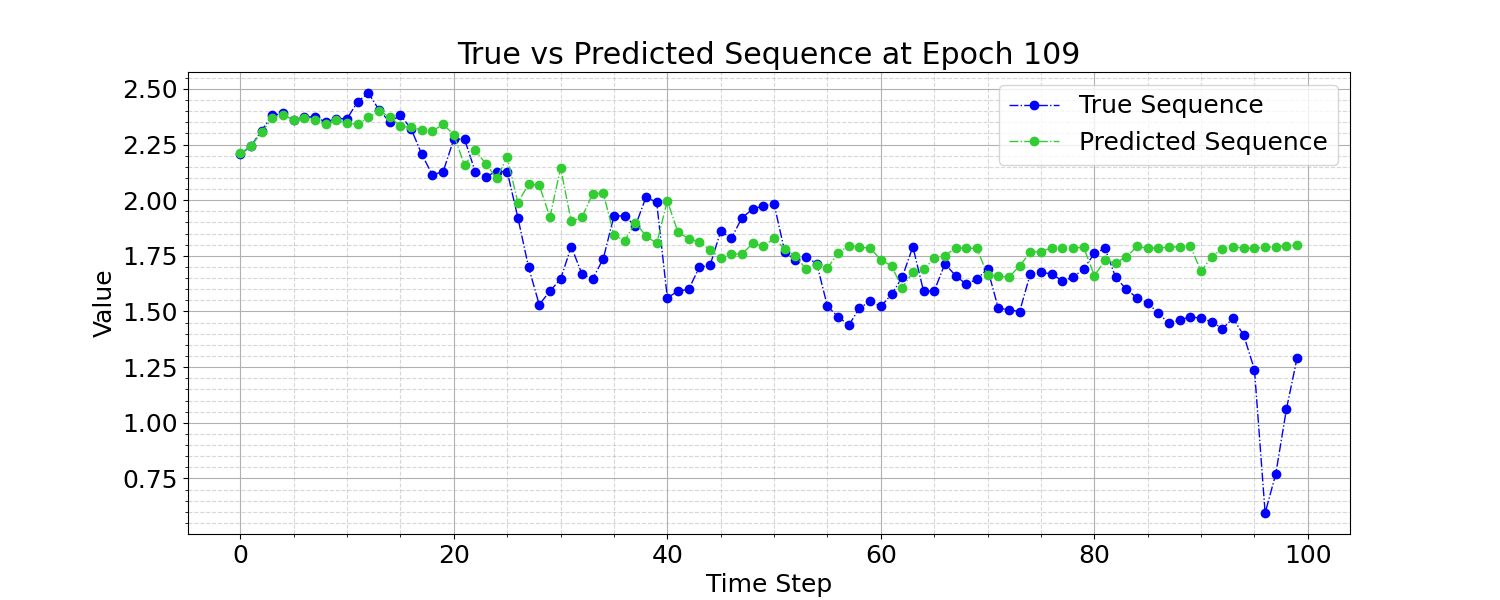 True vs Predicted Sequence at Epoch 109
True Sequence
Predicted Sequence
Value
2.50
2.25
2.00
1.75
1.50
1.25
1.00
0.75
0 20 40 60 80 100
Time Step